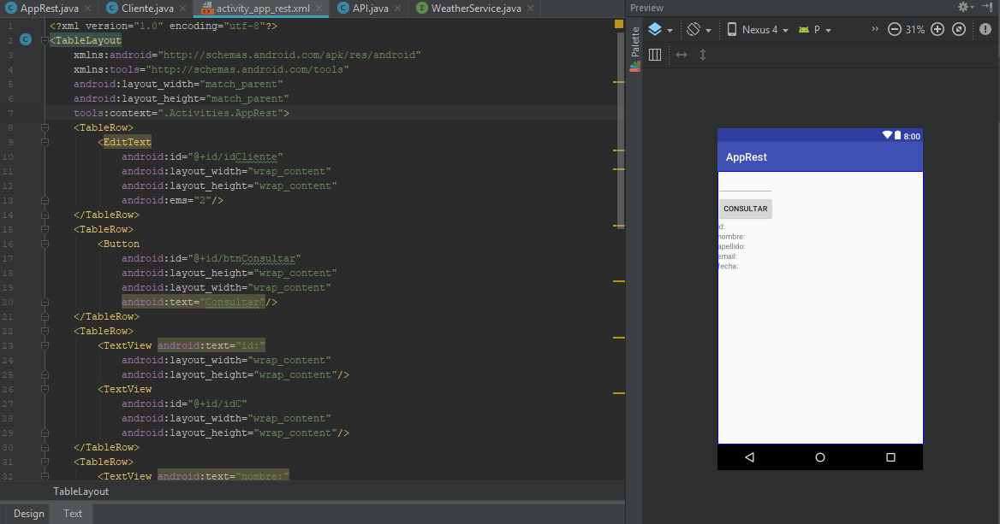 AppRest.java Cliente.java activity_app_rest.xml API.java WeatherService.java
Preview
1 <?xml version="1.0" encoding="utf-8"?>
2 <TableLayout
3 xmlns:android="http://schemas.android.com/apk/res/android"
4 xmlns:tools="http://schemas.android.com/tools"
5 android:layout_width="match_parent"
6 android:layout_height="match_parent"
7 tools:context=".Activities.AppRest">
8 <TableRow>
9 <EditText
10 android:id="@+id/idCliente"
11 android:layout_width="wrap_content"
12 android:layout_height="wrap_content"
13 android:ems="2"/>
14 </TableRow>
15 <TableRow>
16 <Button
17 android:id="@+id/btnConsultar"
18 android:layout_height="wrap_content"
19 android:layout_width="wrap_content"
20 android:text="Consultar"/>
21 </TableRow>
22 <TableRow>
23 <TextView android:text="id:"
24 android:layout_width="wrap_content"
25 android:layout_height="wrap_content"/>
26 <TextView
27 android:id="@+id/idC"
28 android:layout_width="wrap_content"
29 android:layout_height="wrap_content"/>
30 </TableRow>
31 <TableRow>
32 <TextView android:text="nombre:"
TableLayout
Design Text
Palette
Nexus 4 P 31%
8:00
AppRest
CONSULTAR
id:
nombre:
apellido:
email:
fecha: